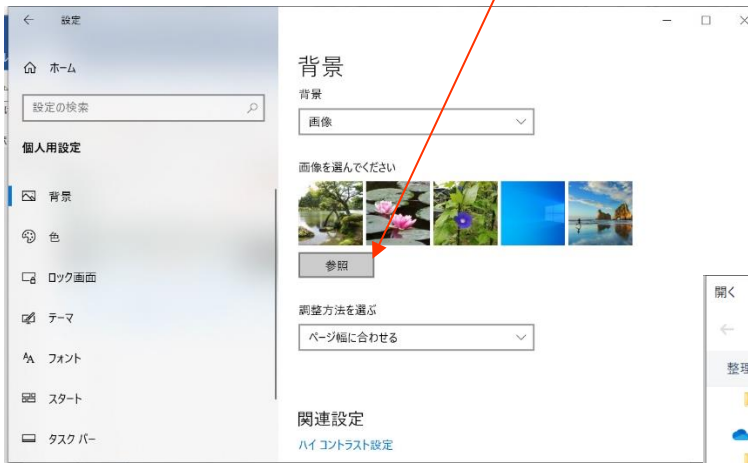 設定
ホーム
設定の検索
個人用設定
背景
色
ロック画面
テーマ
フォント
スタート
タスク バー
背景
背景
画像
画像を選んでください
参照
調整方法を選ぶ
ページ幅に合わせる
関連設定
ハイ コントラスト設定
開く
整理